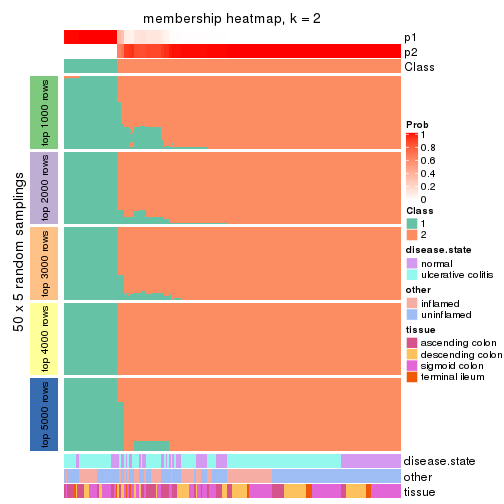 membership heatmap, k = 2
p1
p2
Class
50 x 5 random samplings
top 1000 rows
top 2000 rows
top 3000 rows
top 4000 rows
top 5000 rows
disease.state
other
tissue
Prob
1
0.8
0.6
0.4
0.2
0
Class
1
2
disease.state
normal
ulcerative colitis
other
inflamed
uninflamed
tissue
ascending colon
descending colon
sigmoid colon
terminal ileum